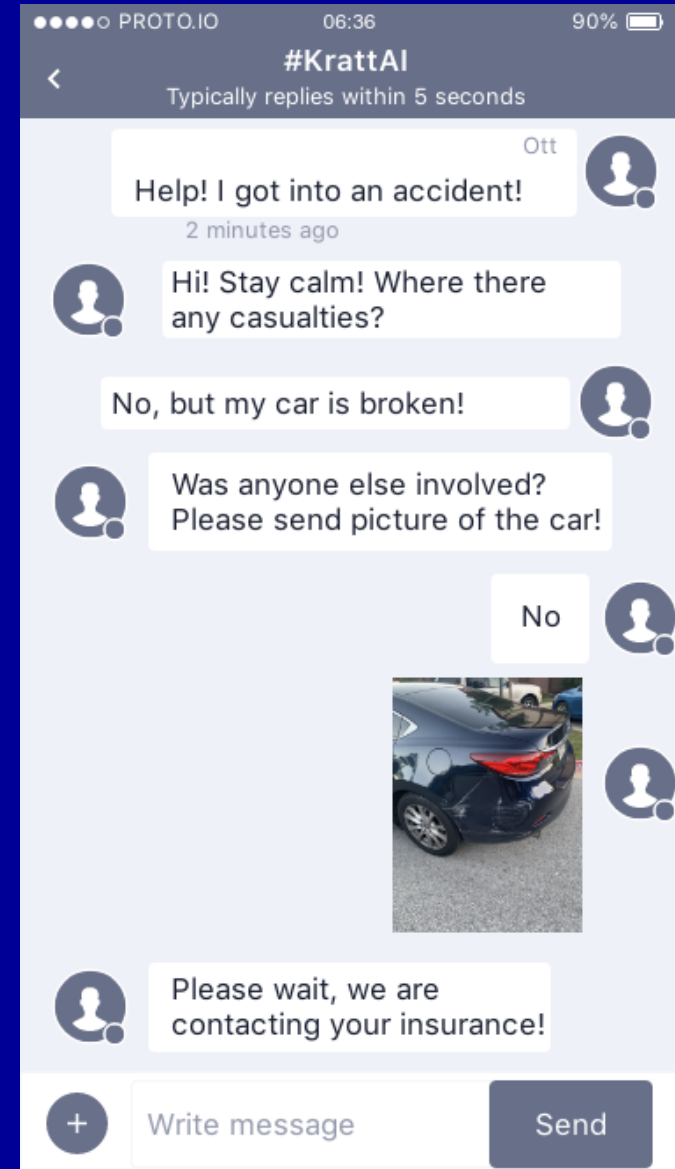 PROTO.IO 06:36 90%
#KrattAI
Typically replies within 5 seconds
Ott
Help! I got into an accident!
2 minutes ago
Hi! Stay calm! Where there
any casualties?
No, but my car is broken!
Was anyone else involved?
Please send picture of the car!
No
Please wait, we are
contacting your insurance!
+
Write message
Send